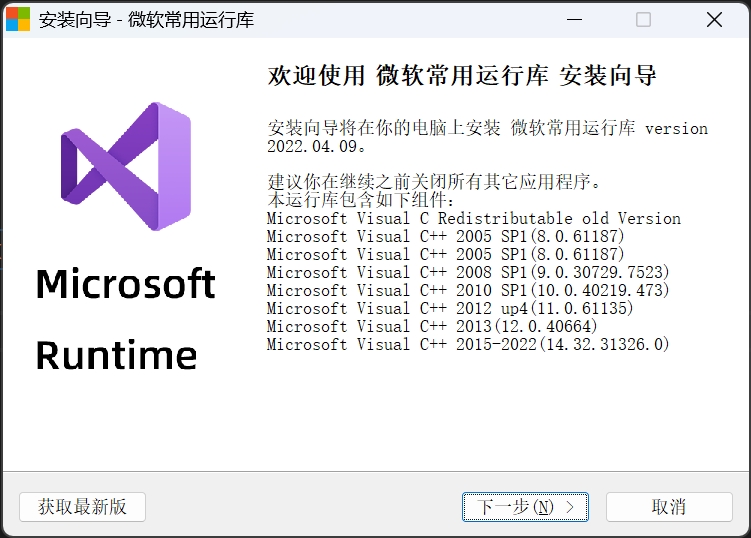 安装向导 - 微软常用运行库
欢迎使用 微软常用运行库 安装向导
安装向导将在你的电脑上安装 微软常用运行库 version
2022.04.09。
建议你在继续之前关闭所有其它应用程序。
本运行库包含如下组件:
Microsoft Visual C Redistributable old Version
Microsoft Visual C++ 2005 SP1(8.0.61187)
Microsoft Visual C++ 2005 SP1(8.0.61187)
Microsoft Visual C++ 2008 SP1(9.0.30729.7523)
Microsoft Visual C++ 2010 SP1(10.0.40219.473)
Microsoft Visual C++ 2012 up4(11.0.61135)
Microsoft Visual C++ 2013(12.0.40664)
Microsoft Visual C++ 2015-2022(14.32.31326.0)
Microsoft
Runtime
获取最新版
下一步(N) >
取消